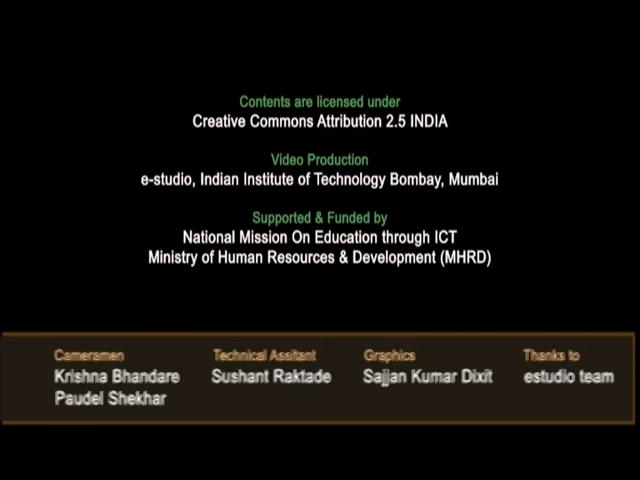 Contents are licensed under
Creative Commons Attribution 2.5 INDIA
Video Production
e-studio, Indian Institute of Technology Bombay, Mumbai
Supported & Funded by
National Mission On Education through ICT
Ministry of Human Resources & Development (MHRD)
Cameramen
Krishna Bhandare
Paudel Shekhar
Technical Assitant
Sushant Raktade
Graphics
Sajjan Kumar Dixit
Thanks to
estudio team